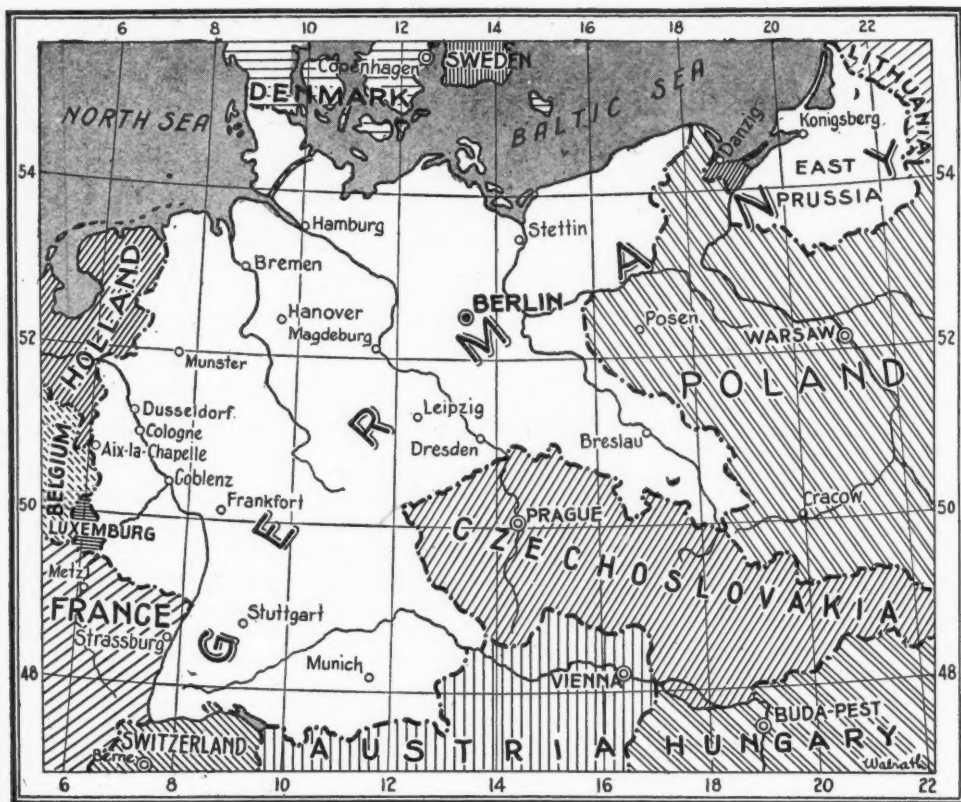 6 8 10 12 14 16 18 20 22
NORTH SEA
DENMARK
Copenhagen
SWEDEN
BALTIC SEA
LITHUANIA
Danzig
Konigsberg
EAST
PRUSSIA
54
54
Hamburg
Stettin
Bremen
HOLLAND
Hanover
Magdeburg
BERLIN
Posen
WARSAW
52
52
Munster
POLAND
GERMANY
Dusseldorf
Cologne
Aix-la-Chapelle
Coblenz
BELGIUM
Leipzig
Dresden
Breslau
50
50
Frankfort
LUXEMBURG
PRAGUE
Cracow
CZECHOSLOVAKIA
Metz
FRANCE
Strassburg
Stuttgart
Munich
48
48
VIENNA
BUDA-PEST
SWITZERLAND
Berne
AUSTRIA
HUNGARY
Walrath
6 8 10 12 14 16 18 20 22